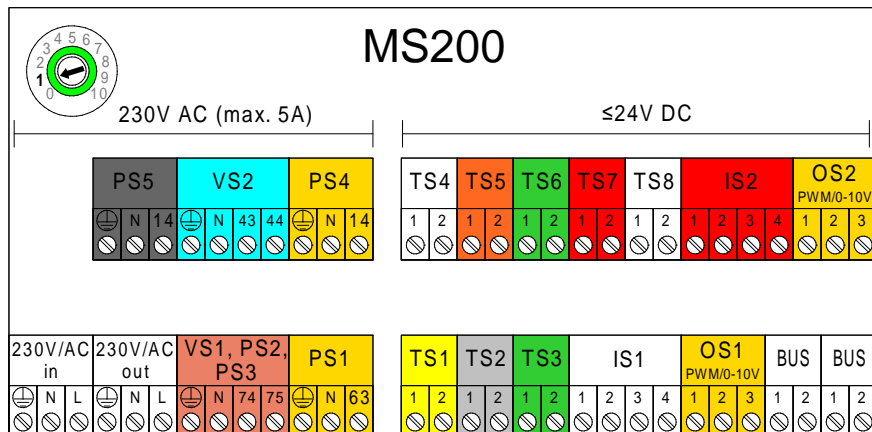 MS200
0 1 2 3 4 5 6 7 8 9 10
230V AC (max. 5A)
≤24V DC
PS5 VS2 PS4 TS4 TS5 TS6 TS7 TS8 IS2 OS2
PWM/0-10V
N 14 N 43 44 N 14 1 2 1 2 1 2 1 2 1 2 1 2 3 4 1 2 3
230V/AC 230V/AC VS1, PS2, PS1 TS1 TS2 TS3 IS1 OS1 BUS BUS
in out PS3 PWM/0-10V
N L N L N 74 75 N 63 1 2 1 2 1 2 1 2 3 4 1 2 3 1 2 1 2